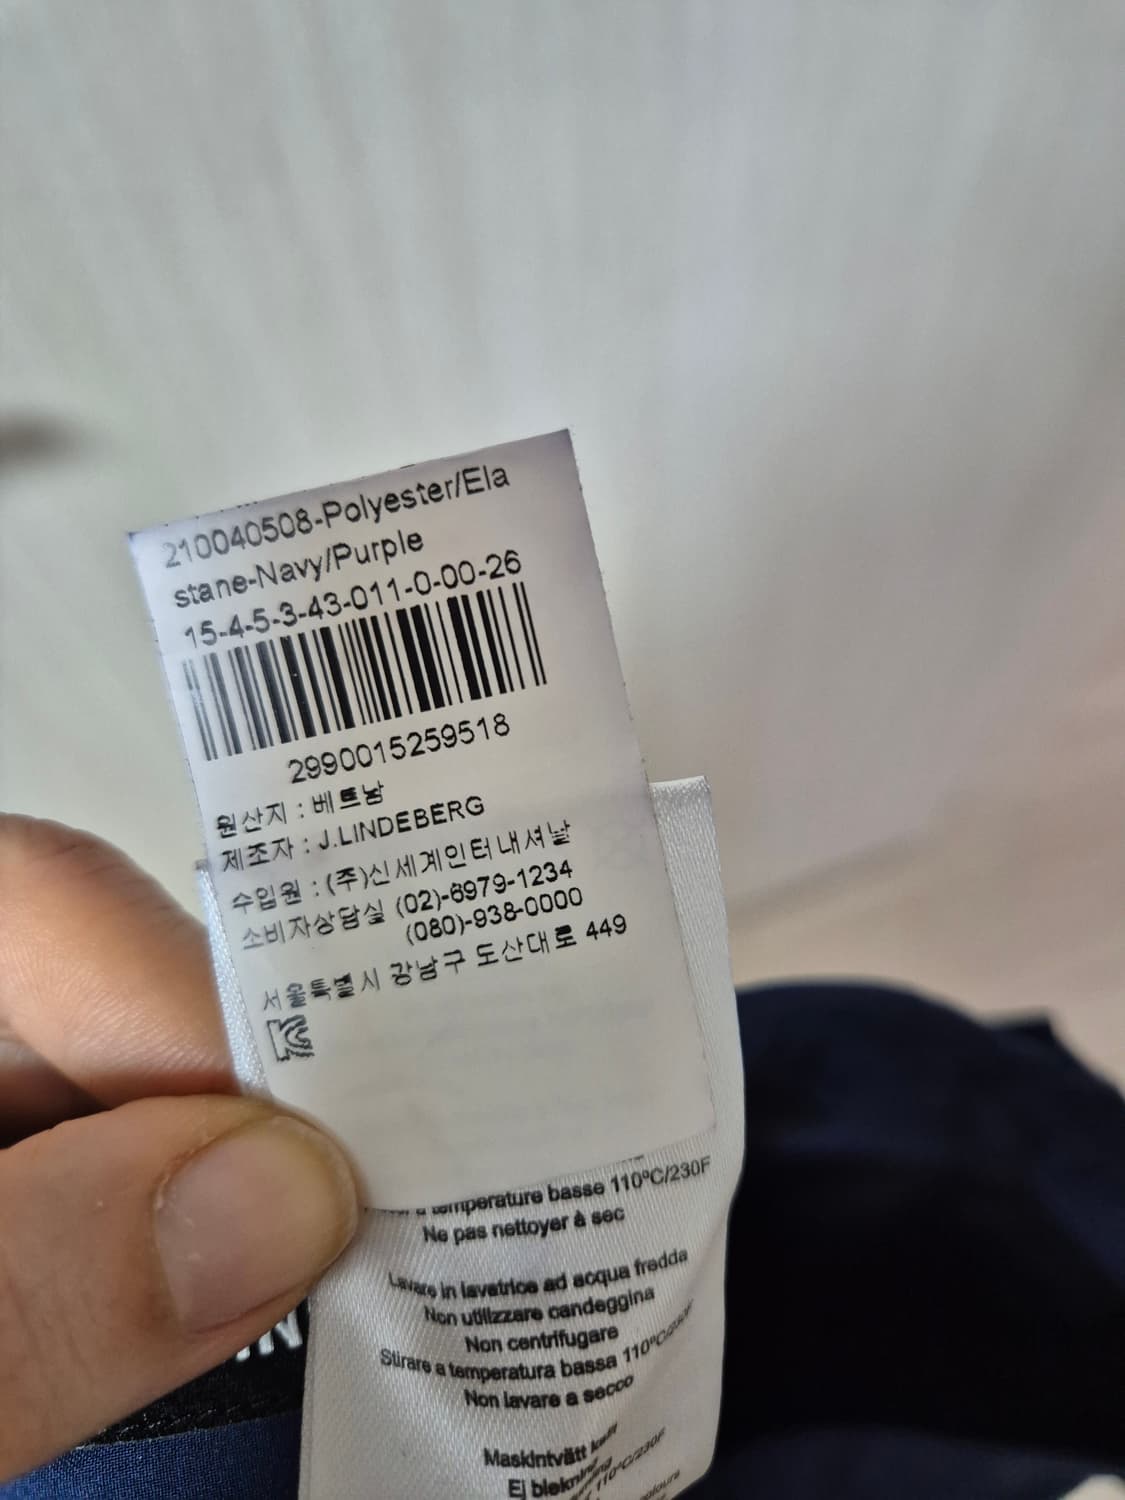 210040508-Polyester/Ela
stane-Navy/Purple
15-4-5-3-43-011-0-00-26
2990015259518
원산지 : 베트남
제조자 : J.LINDEBERG
수입원 : (주)신세계인터내셔날
소비자상담실 (02)-6979-1234
(080)-938-0000
서울특별시 강남구 도산대로 449
temperature basse 110ºC/230F
Ne pas nettoyer à sec
Lavare in lavatrice ad acqua fredda
Non utilizzare candeggina
Non centrifugare
Stirare a temperatura bassa 110ºC/230F
Non lavare a secco
Maskintvätt kallt
Ej blekning
110ºC/230F
colours